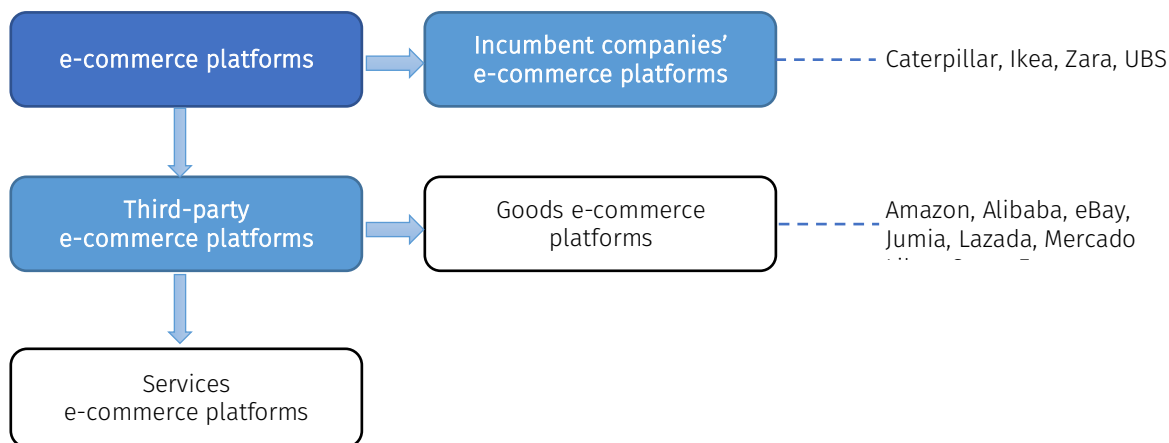 e-commerce platforms
Incumbent companies’
e-commerce platforms
Caterpillar, Ikea, Zara, UBS
Third-party
e-commerce platforms
Goods e-commerce
platforms
Amazon, Alibaba, eBay,
Jumia, Lazada, Mercado
Services
e-commerce platforms